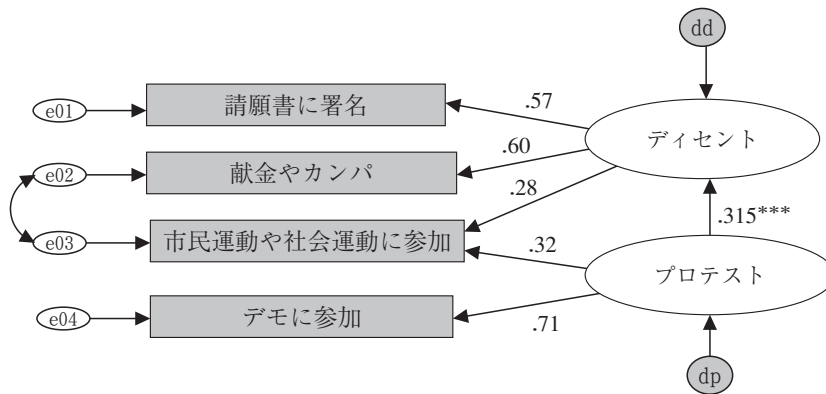 dd
e01
請願書に署名
.57
ディセント
e02
献金やカンパ
.60
.28
.315***
e03
市民運動や社会運動に参加
.32
プロテスト
e04
デモに参加
.71
dp